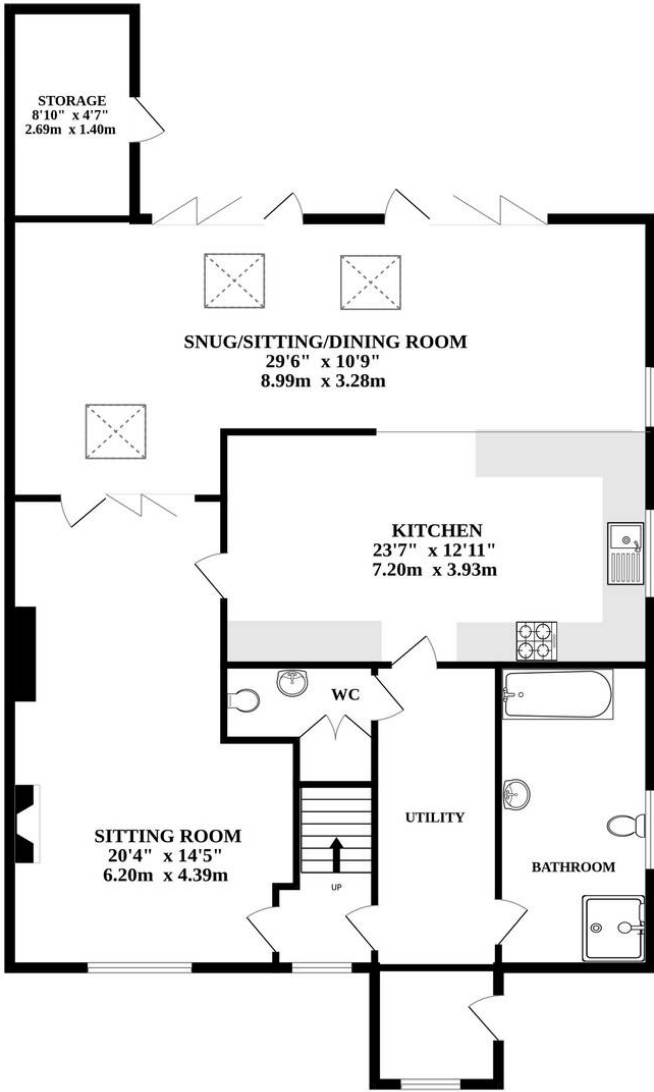 STORAGE
8'10" x 4'7"
2.69m x 1.40m
SNUG/SITTING/DINING ROOM
29'6" x 10'9"
8.99m x 3.28m
KITCHEN
23'7" x 12'11"
7.20m x 3.93m
WC
UTILITY
SITTING ROOM
20'4" x 14'5"
6.20m x 4.39m
BATHROOM
UP